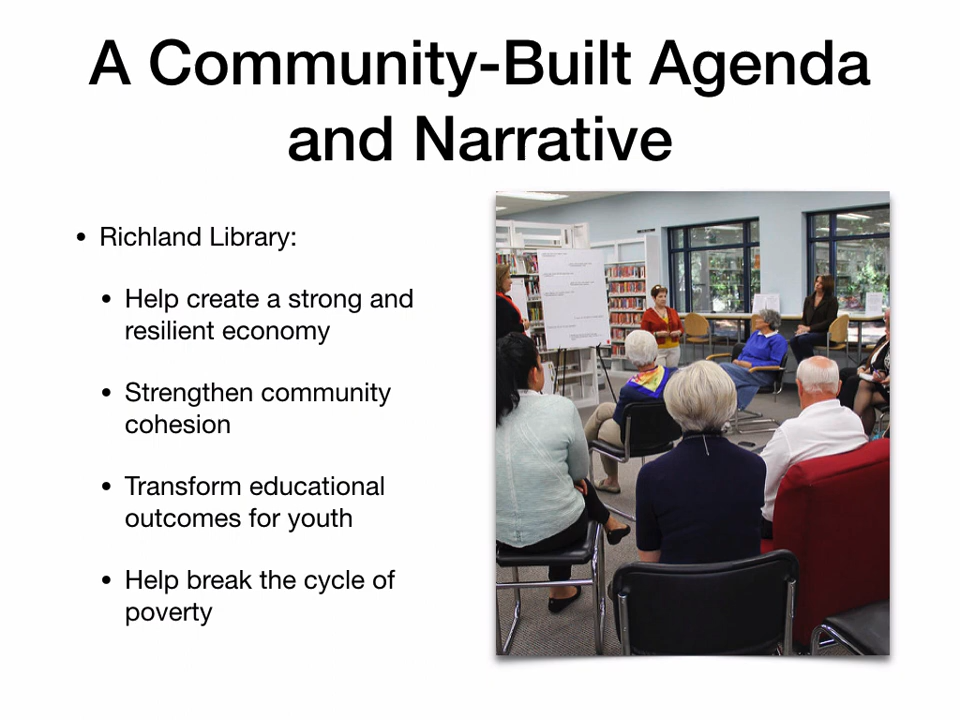 A Community-Built Agenda
and Narrative
• Richland Library:
• Help create a strong and
resilient economy
• Strengthen community
cohesion
• Transform educational
outcomes for youth
• Help break the cycle of
poverty